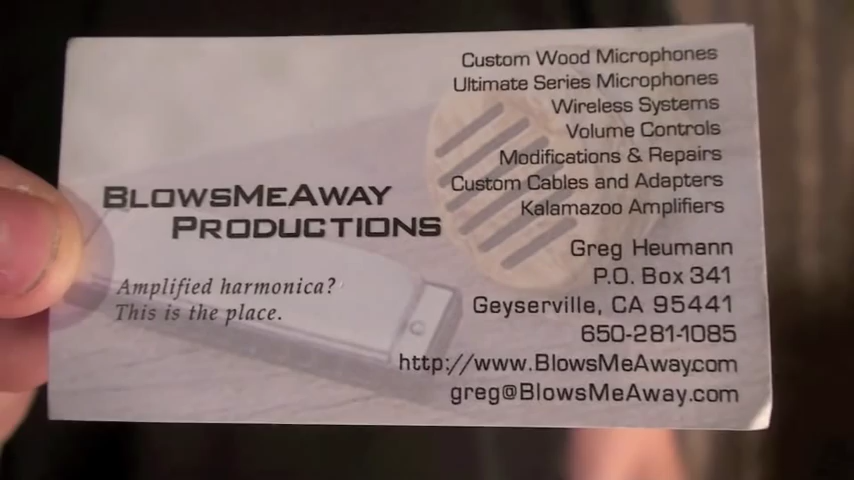 Custom Wood Microphones
Ultimate Series Microphones
Wireless Systems
Volume Controls
Modifications & Repairs
Custom Cables and Adapters
Kalamazoo Amplifiers
BLOWSMEAWAY
PRODUCTIONS
Amplified harmonica?
This is the place.
Greg Heumann
P.O. Box 341
Geyserville, CA 95441
650-281-1085
http://www.BlowsMeAway.com
greg@BlowsMeAway.com